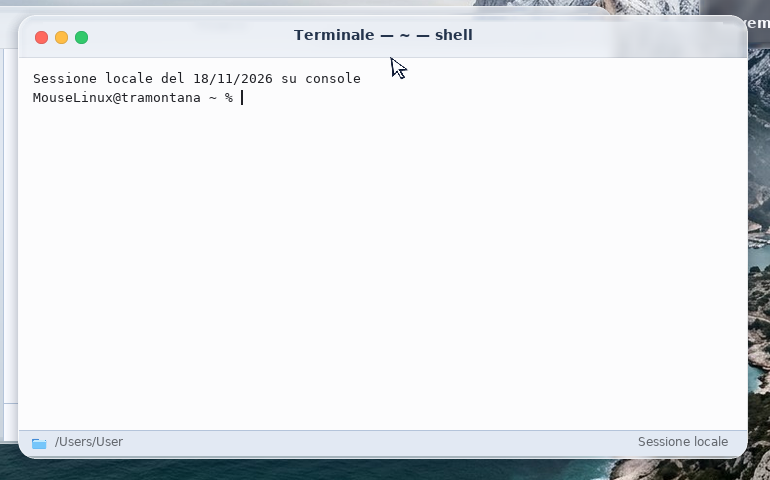 Terminale — ~ — shell
Sessione locale del 18/11/2026 su console
MouseLinux@tramontana ~ %
/Users/User
Sessione locale